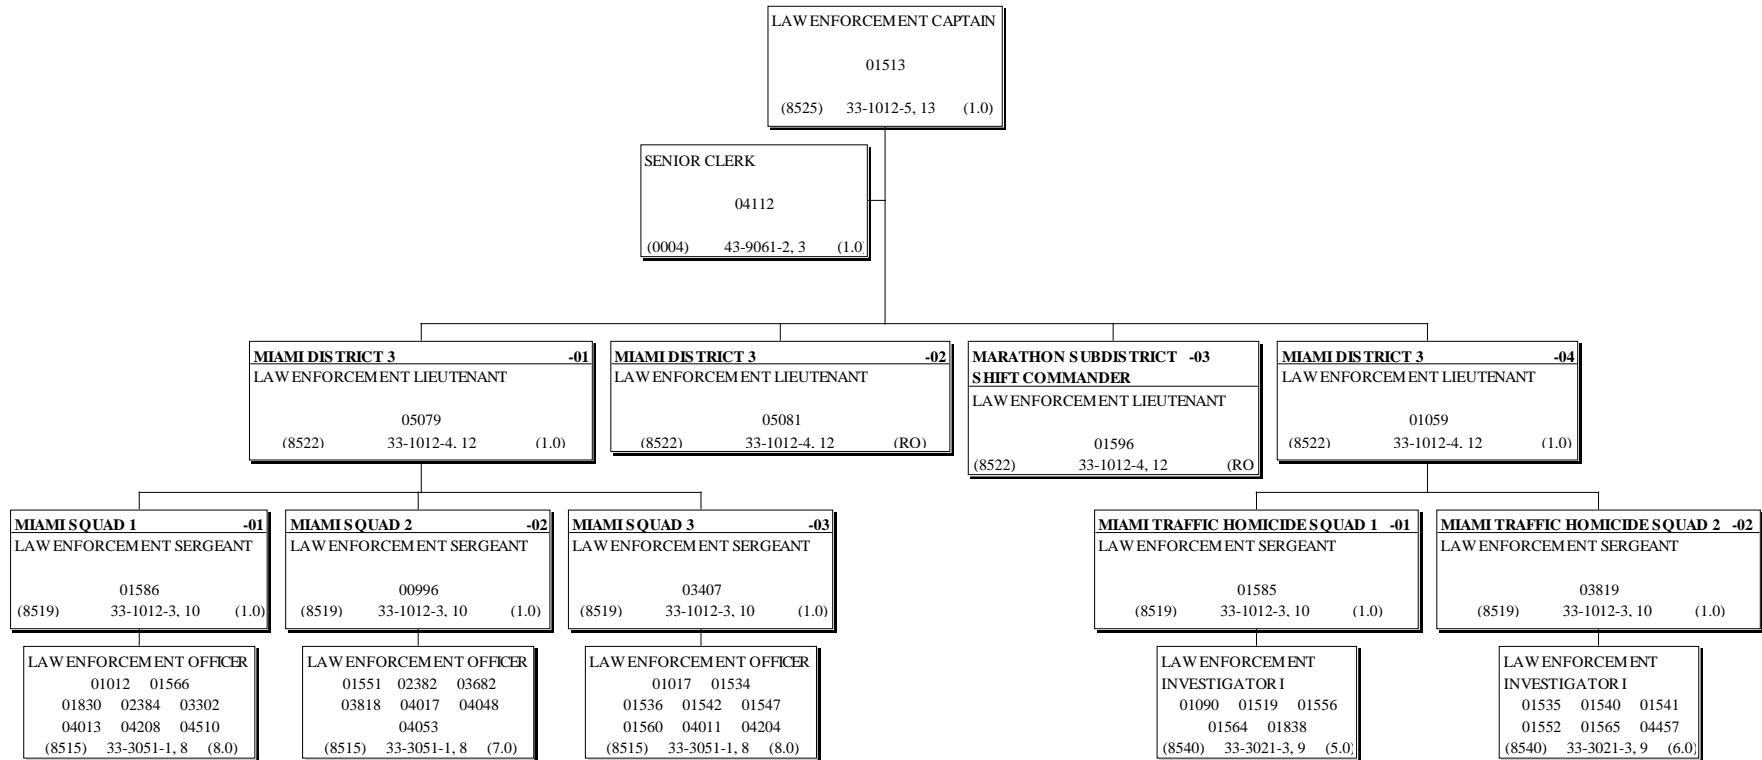 LAW ENFORCEMENT CAPTAIN
01513
(8525) 33-1012-5, 13 (1.0)
SENIOR CLERK
04112
(0004) 43-9061-2, 3 (1.0
MIAMI DISTRICT 3 -01
LAW ENFORCEMENT LIEUTENANT
05079
(8522) 33-1012-4, 12 (1.0)
MIAMI DISTRICT 3 -02
LAW ENFORCEMENT LIEUTENANT
05081
(8522) 33-1012-4, 12 (RO)
MARATHON SUBDISTRICT -03
SHIFT COMMANDER
LAW ENFORCEMENT LIEUTENANT
01596
(8522) 33-1012-4, 12 (RO
MIAMI DISTRICT 3 -04
LAW ENFORCEMENT LIEUTENANT
01059
(8522) 33-1012-4, 12 (1.0)
MIAMI SQUAD 1 -01
LAW ENFORCEMENT SERGEANT
01586
(8519) 33-1012-3, 10 (1.0)
MIAMI SQUAD 2 -02
LAW ENFORCEMENT SERGEANT
00996
(8519) 33-1012-3, 10 (1.0)
MIAMI SQUAD 3 -03
LAW ENFORCEMENT SERGEANT
03407
(8519) 33-1012-3, 10 (1.0)
MIAMI TRAFFIC HOMICIDE SQUAD 1 -01
LAW ENFORCEMENT SERGEANT
01585
(8519) 33-1012-3, 10 (1.0)
MIAMI TRAFFIC HOMICIDE SQUAD 2 -02
LAW ENFORCEMENT SERGEANT
03819
(8519) 33-1012-3, 10 (1.0)
LAW ENFORCEMENT OFFICER
01012 01566
01830 02384 03302
04013 04208 04510
(8515) 33-3051-1, 8 (8.0)
LAW ENFORCEMENT OFFICER
01551 02382 03682
03818 04017 04048
04053
(8515) 33-3051-1, 8 (7.0)
LAW ENFORCEMENT OFFICER
01017 01534
01536 01542 01547
01560 04011 04204
(8515) 33-3051-1, 8 (8.0)
LAW ENFORCEMENT
INVESTIGATOR I
01090 01519 01556
01564 01838
(8540) 33-3021-3, 9 (5.0)
LAW ENFORCEMENT
INVESTIGATOR I
01535 01540 01541
01552 01565 04457
(8540) 33-3021-3, 9 (6.0)